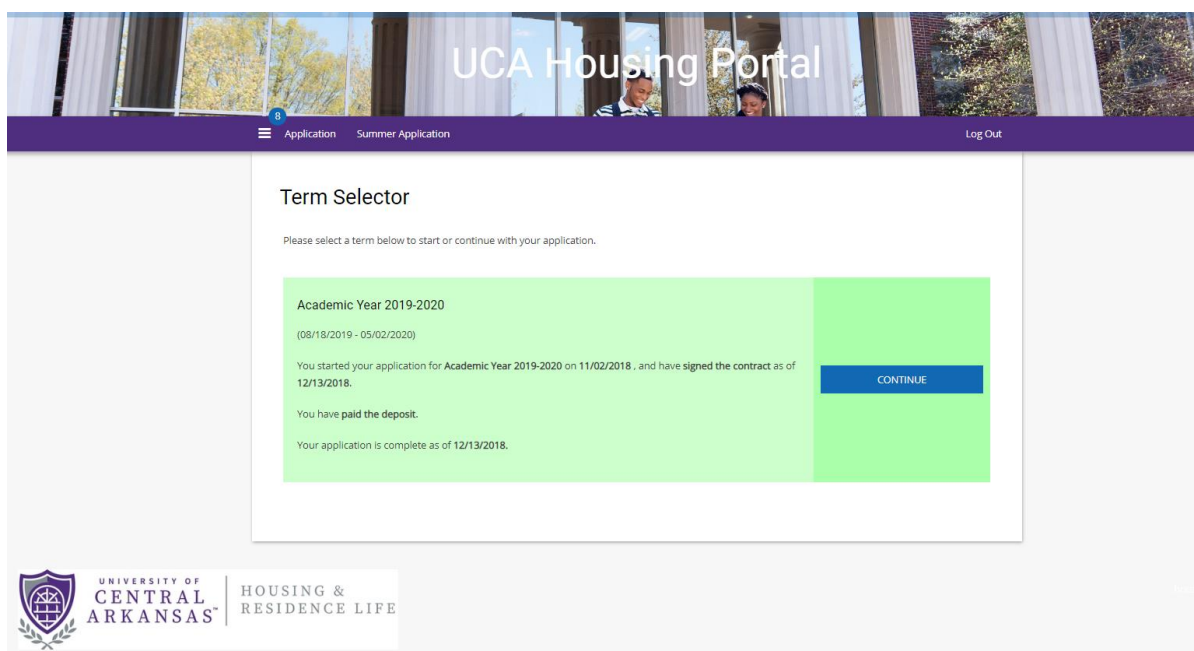 UCA Housing Portal
8
Application Summer Application Log Out
Term Selector
Please select a term below to start or continue with your application.
Academic Year 2019-2020
(08/18/2019 - 05/02/2020)
You started your application for Academic Year 2019-2020 on 11/02/2018 , and have signed the contract as of
12/13/2018.
CONTINUE
You have paid the deposit.
Your application is complete as of 12/13/2018.
UNIVERSITY OF
CENTRAL
ARKANSAS™
HOUSING &
RESIDENCE LIFE